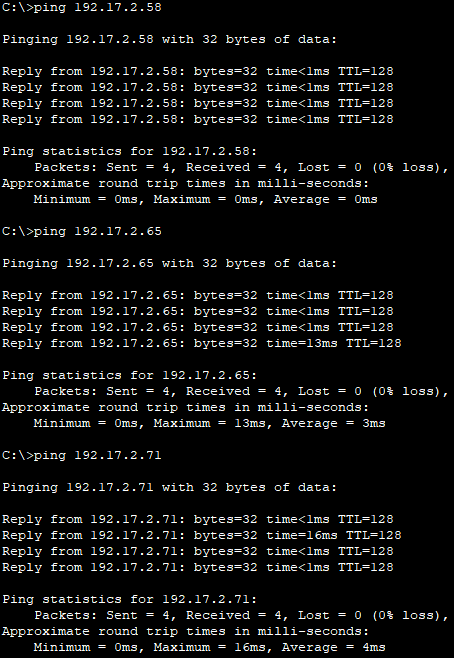 C:\>ping 192.17.2.58
Pinging 192.17.2.58 with 32 bytes of data:
Reply from 192.17.2.58: bytes=32 time<1ms TTL=128
Reply from 192.17.2.58: bytes=32 time<1ms TTL=128
Reply from 192.17.2.58: bytes=32 time<1ms TTL=128
Reply from 192.17.2.58: bytes=32 time<1ms TTL=128
Ping statistics for 192.17.2.58:
    Packets: Sent = 4, Received = 4, Lost = 0 (0% loss),
Approximate round trip times in milli-seconds:
    Minimum = 0ms, Maximum = 0ms, Average = 0ms
C:\>ping 192.17.2.65
Pinging 192.17.2.65 with 32 bytes of data:
Reply from 192.17.2.65: bytes=32 time<1ms TTL=128
Reply from 192.17.2.65: bytes=32 time<1ms TTL=128
Reply from 192.17.2.65: bytes=32 time<1ms TTL=128
Reply from 192.17.2.65: bytes=32 time=13ms TTL=128
Ping statistics for 192.17.2.65:
    Packets: Sent = 4, Received = 4, Lost = 0 (0% loss),
Approximate round trip times in milli-seconds:
    Minimum = 0ms, Maximum = 13ms, Average = 3ms
C:\>ping 192.17.2.71
Pinging 192.17.2.71 with 32 bytes of data:
Reply from 192.17.2.71: bytes=32 time<1ms TTL=128
Reply from 192.17.2.71: bytes=32 time=16ms TTL=128
Reply from 192.17.2.71: bytes=32 time<1ms TTL=128
Reply from 192.17.2.71: bytes=32 time<1ms TTL=128
Ping statistics for 192.17.2.71:
    Packets: Sent = 4, Received = 4, Lost = 0 (0% loss),
Approximate round trip times in milli-seconds:
    Minimum = 0ms, Maximum = 16ms, Average = 4ms